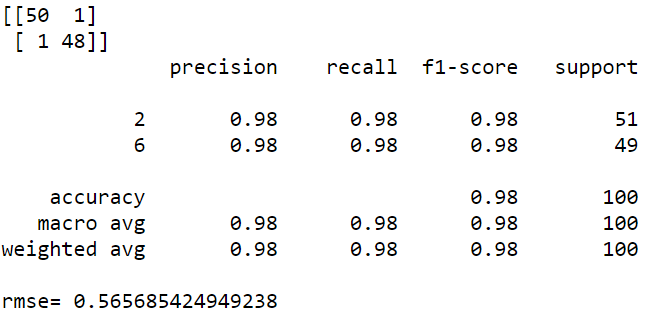 [[50  1]
 [ 1 48]]
              precision    recall  f1-score   support

           2       0.98      0.98      0.98        51
           6       0.98      0.98      0.98        49

    accuracy                           0.98       100
   macro avg       0.98      0.98      0.98       100
weighted avg       0.98      0.98      0.98       100

rmse= 0.565685424949238